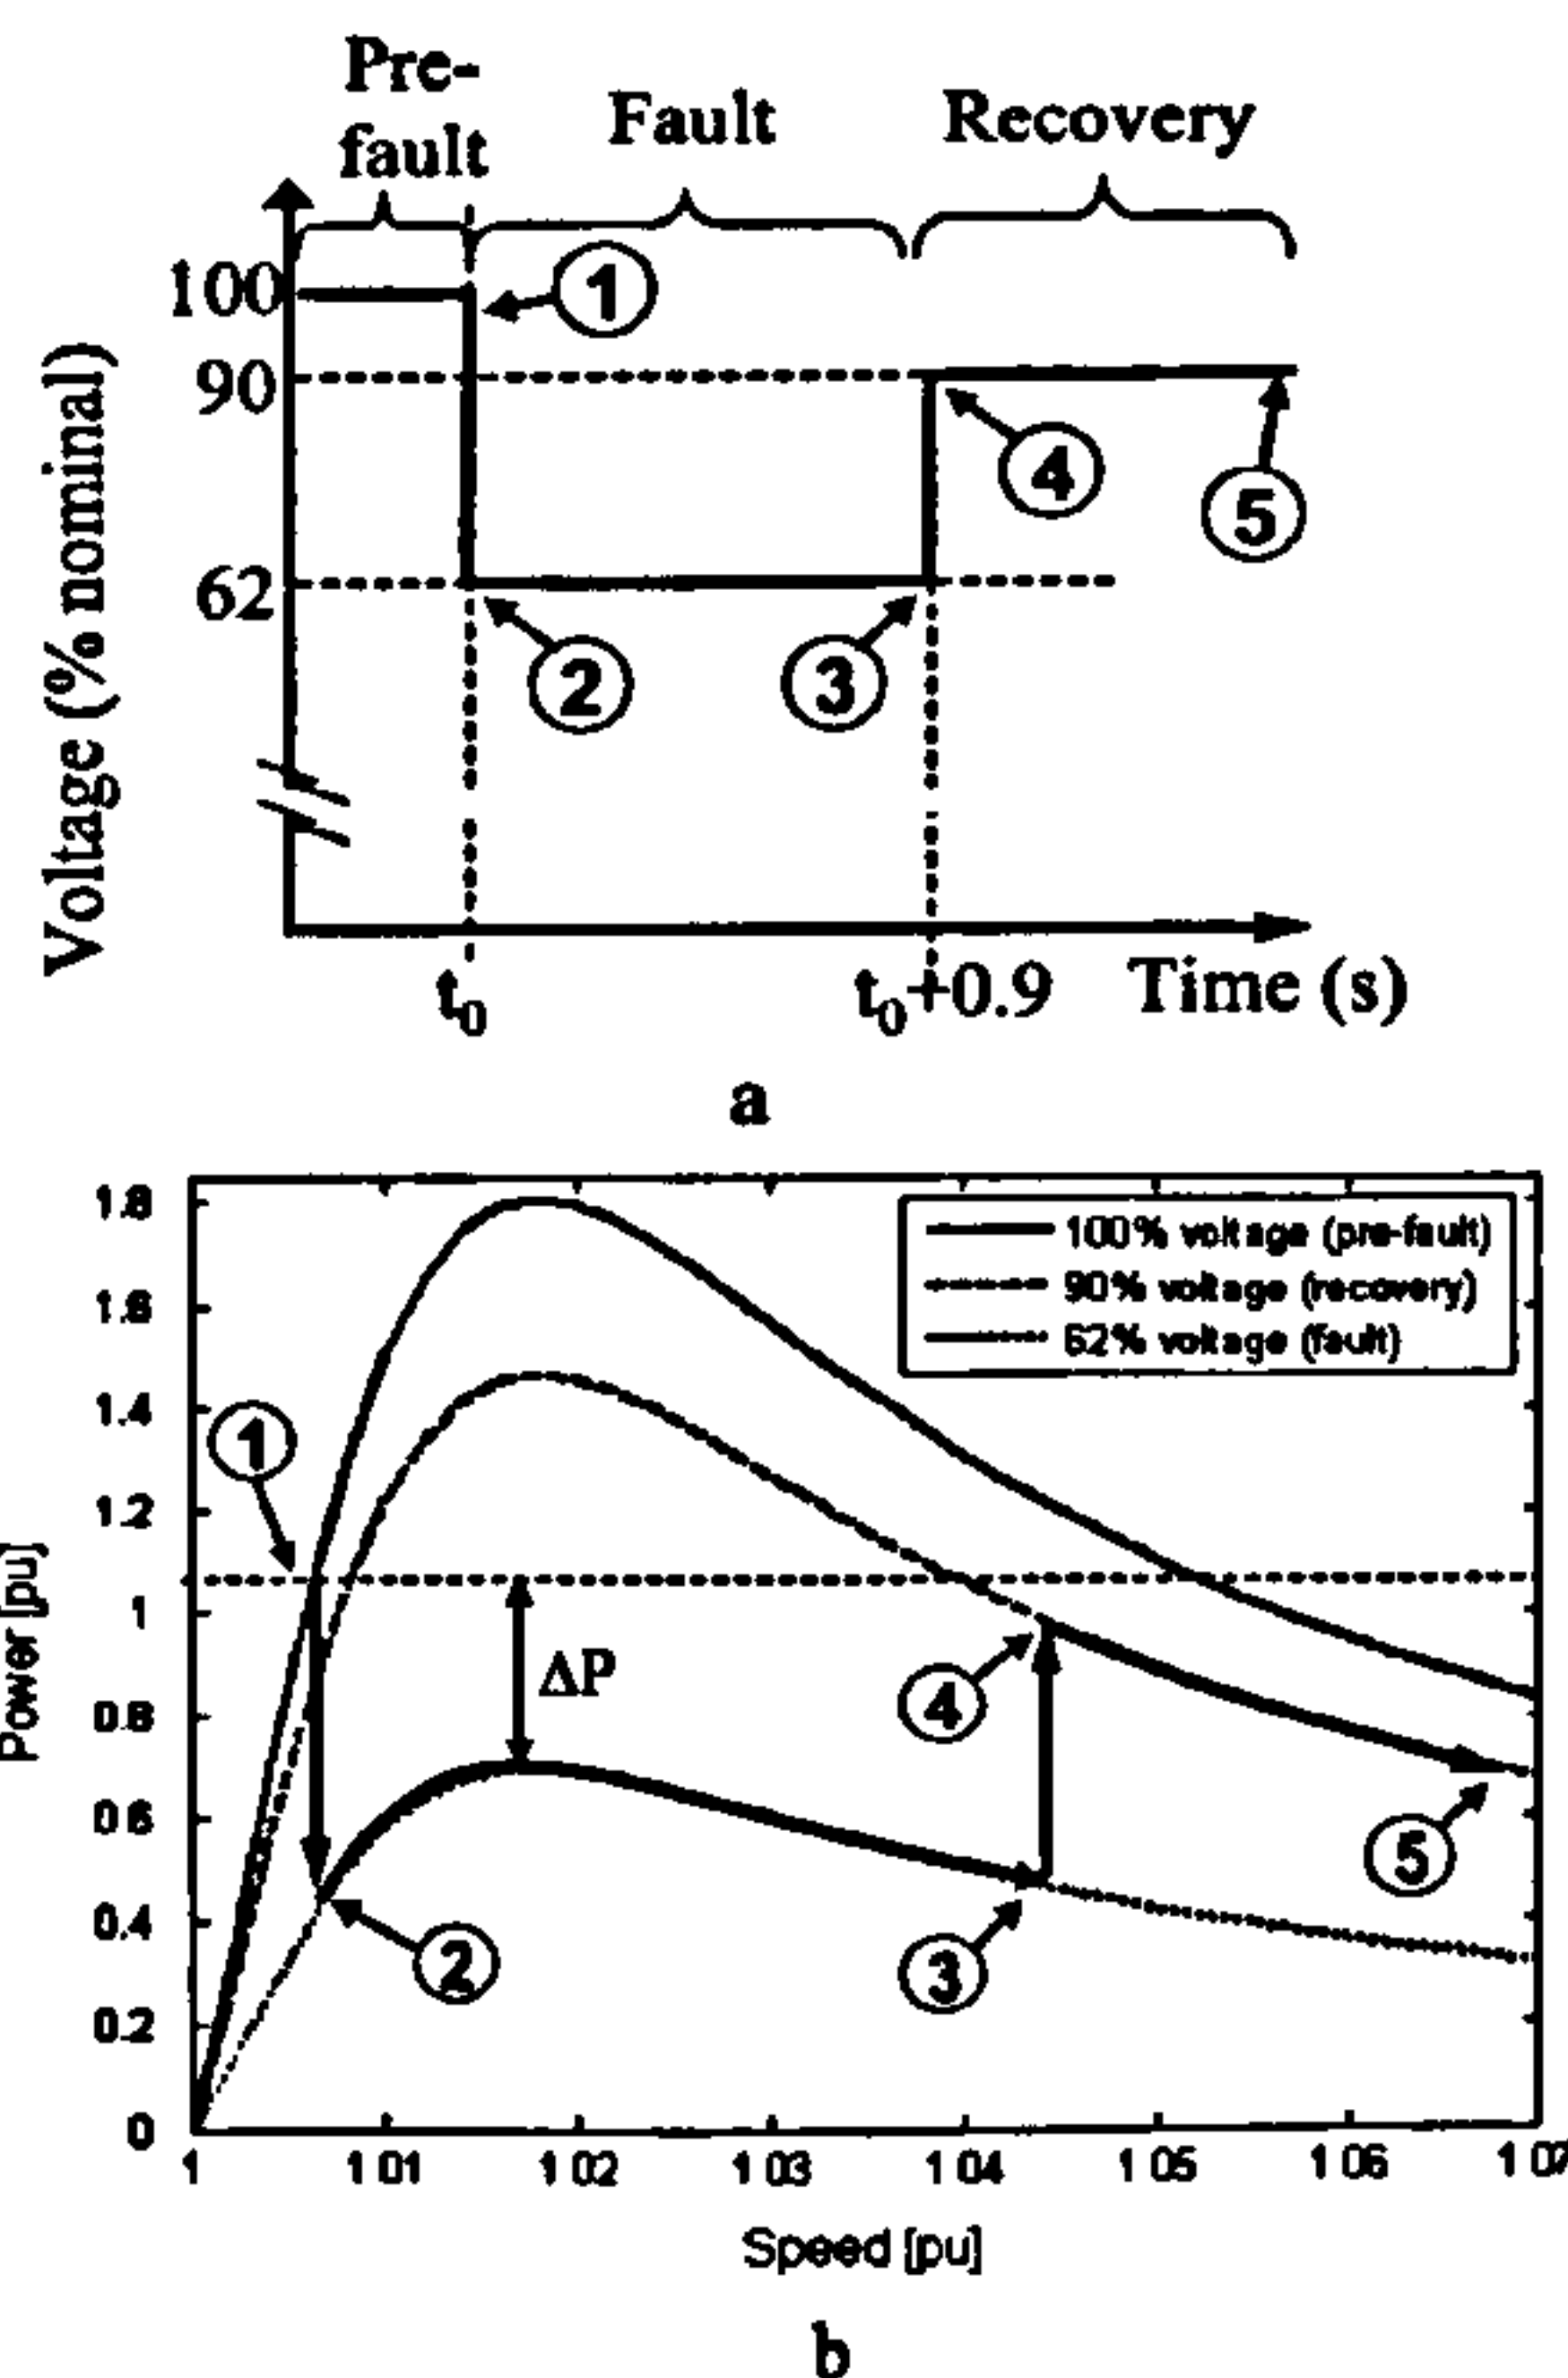 Pre-
fault
Fault
Recovery
100
90
62
1
2
3
4
5
Voltage (% nominal)
t0
t0+0.9
Time (s)
a
1.8
1.6
1.4
1.2
1
0.8
0.6
0.4
0.2
0
Power [pu]
100% voltage (pre-fault)
90% voltage (recovery)
62% voltage (fault)
1
ΔP
4
5
2
3
1
1.01
1.02
1.03
1.04
1.05
1.06
1.07
Speed [pu]
b